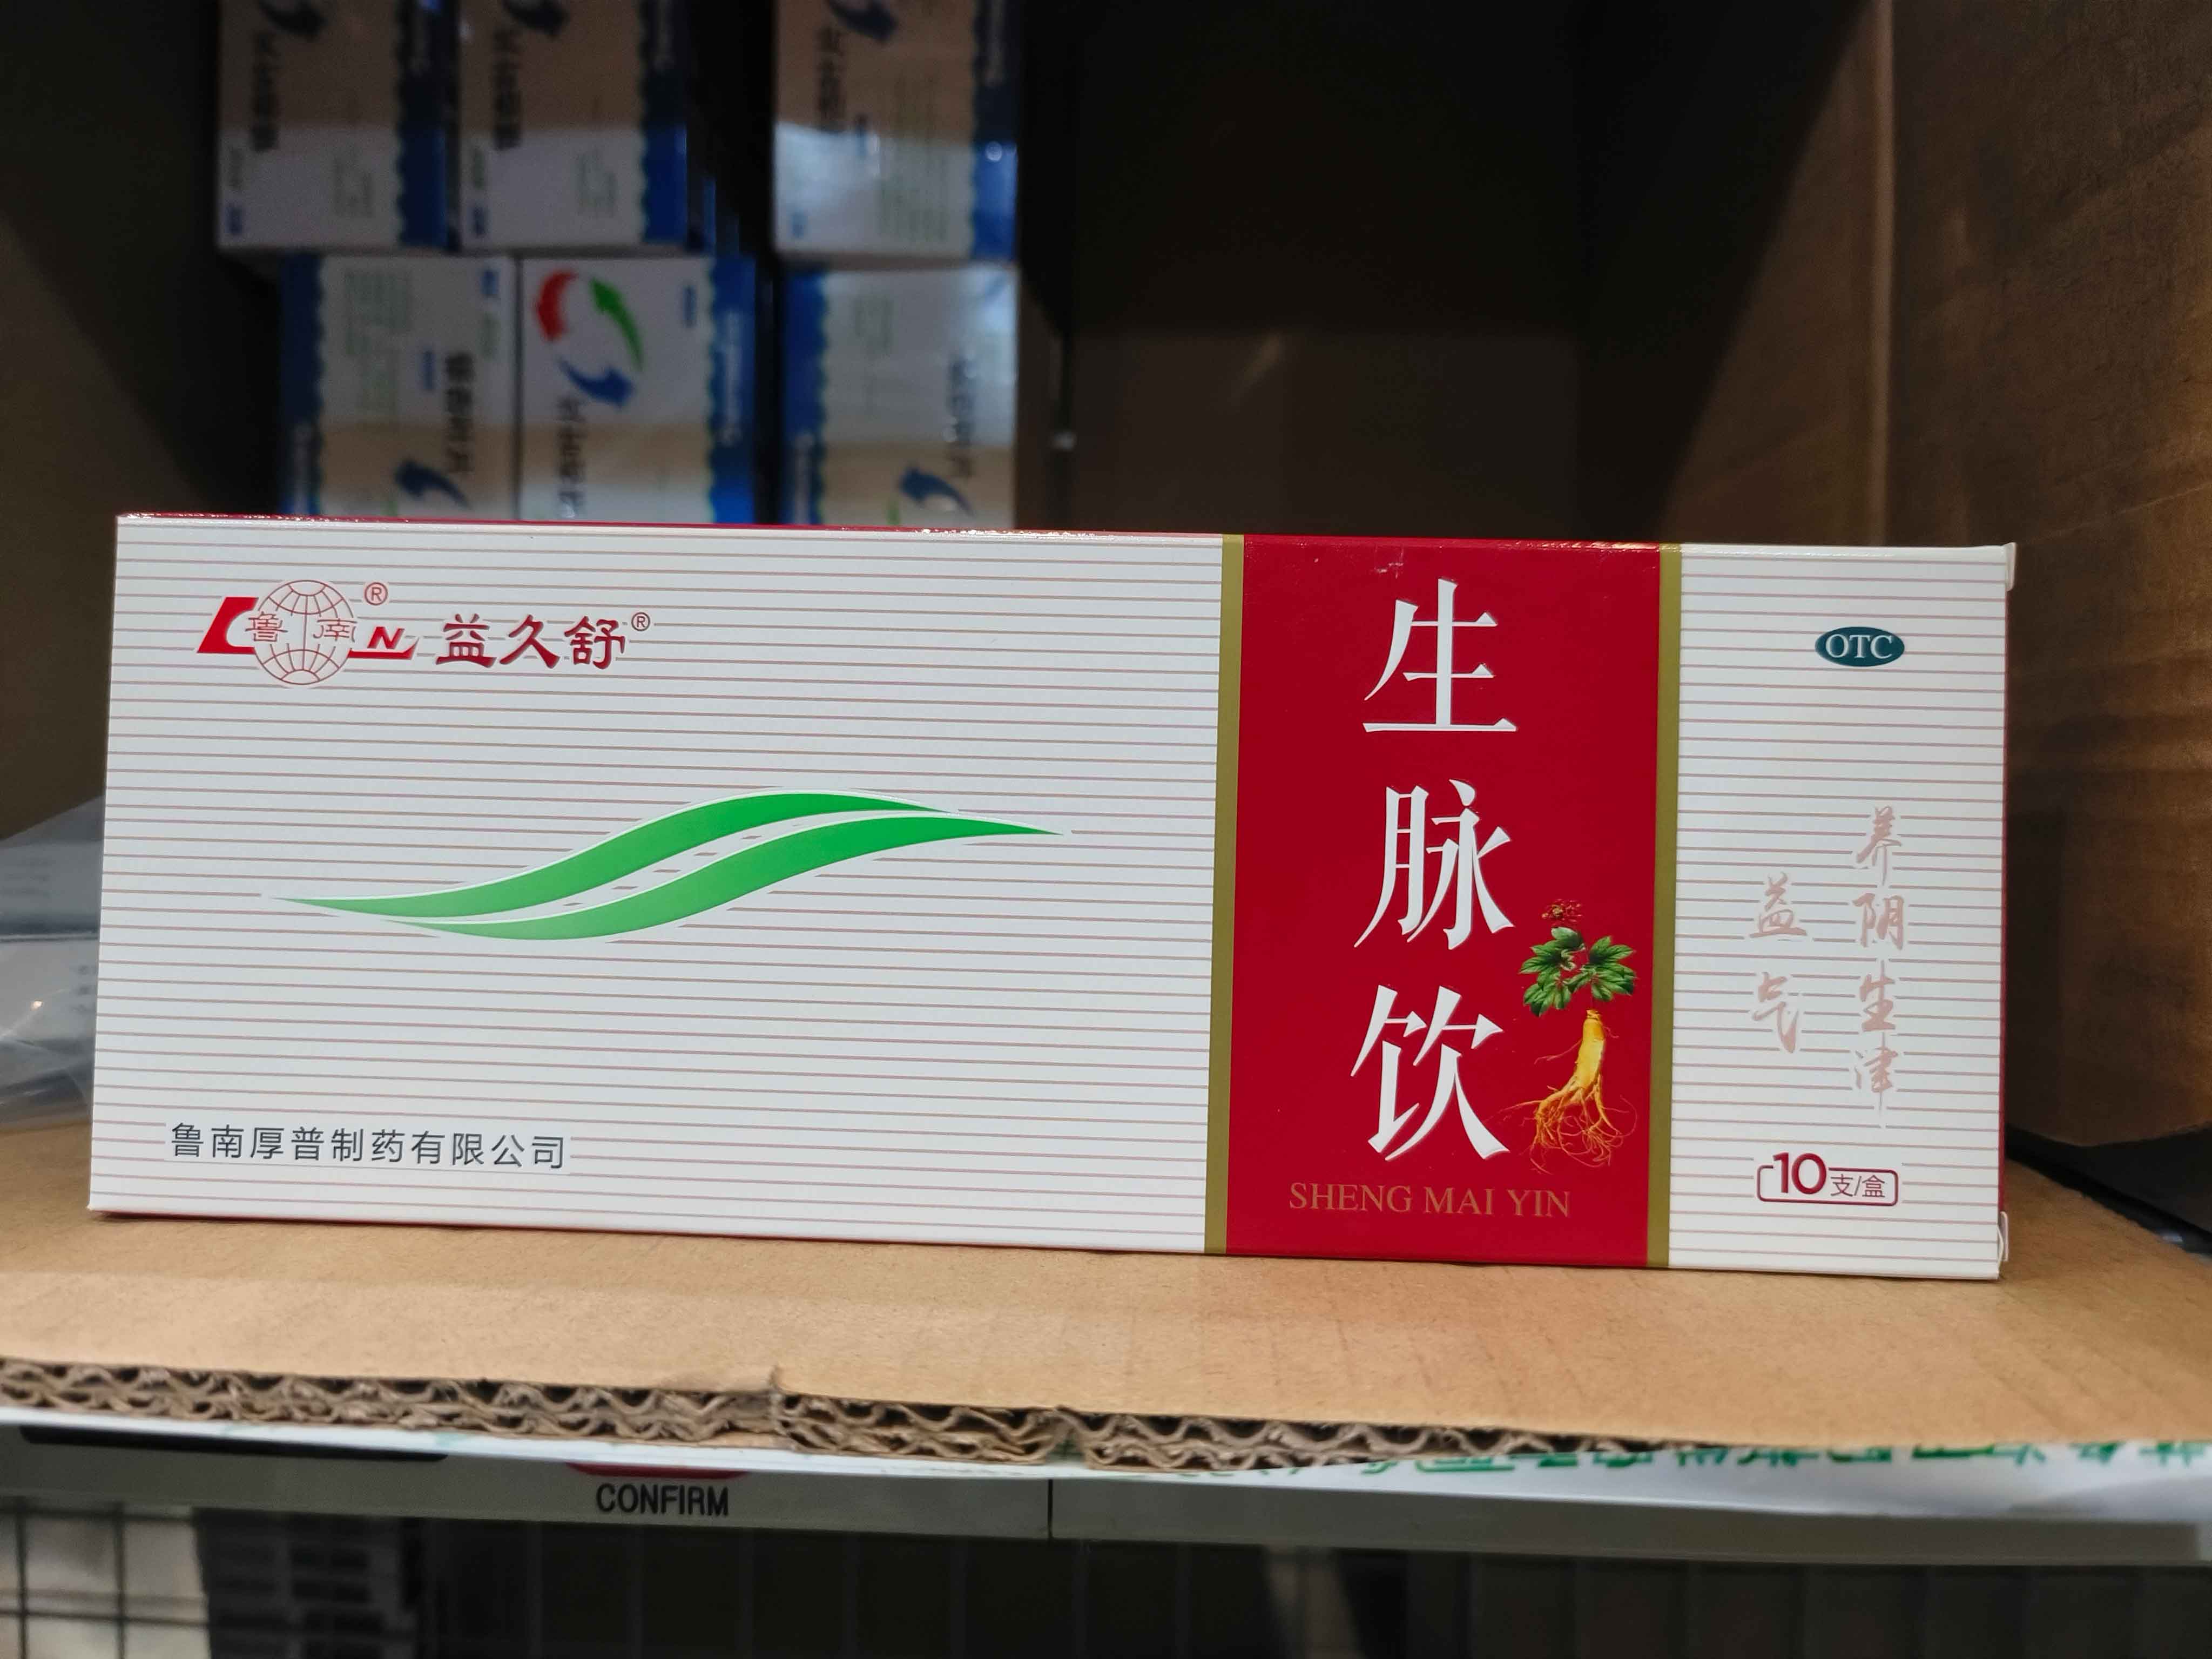 鲁南® LN 益久舒®
鲁南厚普制药有限公司
生脉饮
SHENG MAI YIN
OTC
养阴生津
益气
10支/盒
CONFIRM